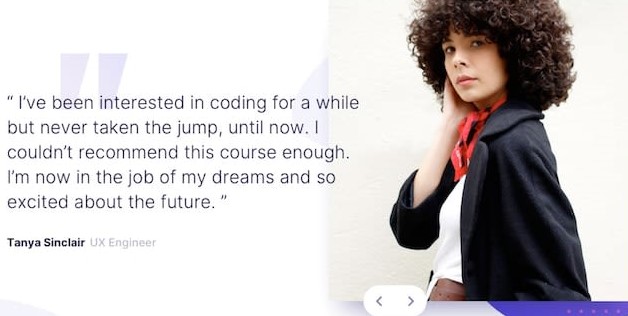 “ I’ve been interested in coding for a while
but never taken the jump, until now. I
couldn’t recommend this course enough.
I’m now in the job of my dreams and so
excited about the future. ”
Tanya Sinclair UX Engineer